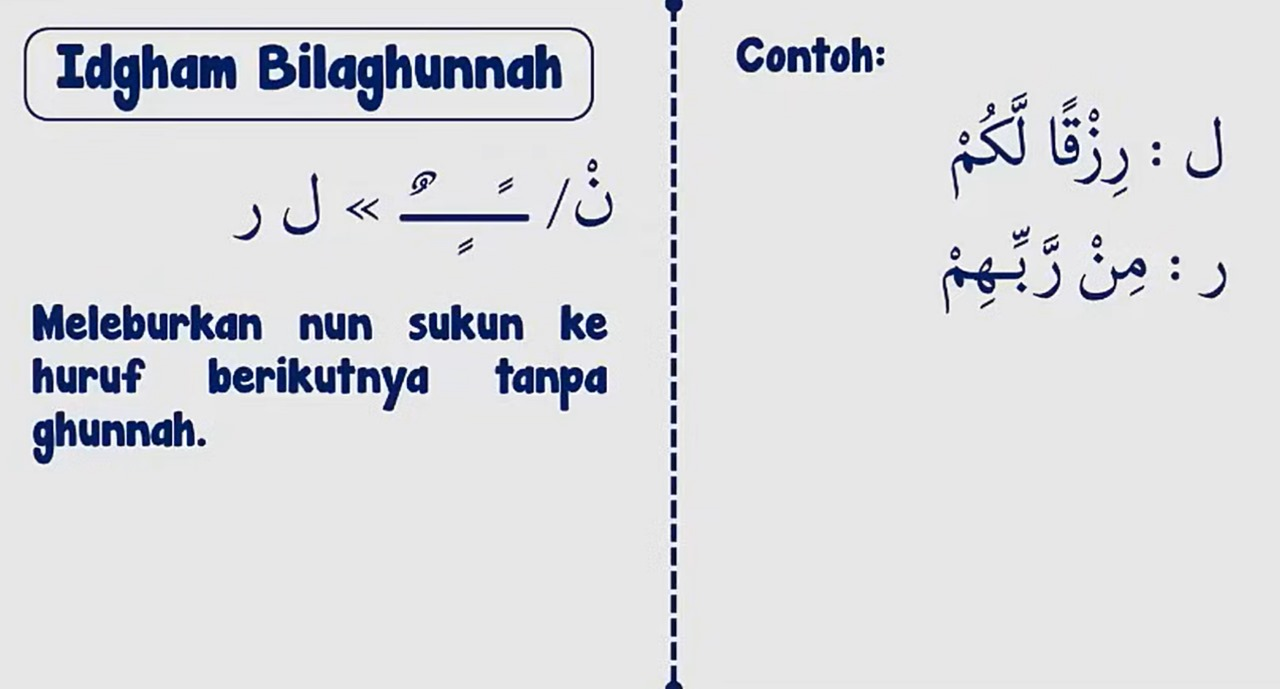 Idgham Bilaghunnah
نْ/ ـًـٍـٌ » ل ر
Meleburkan nun sukun ke
huruf berikutnya tanpa
ghunnah.
Contoh:
ل : رِزْقًا لَّكُمْ
ر : مِنْ رَّبِّهِمْ